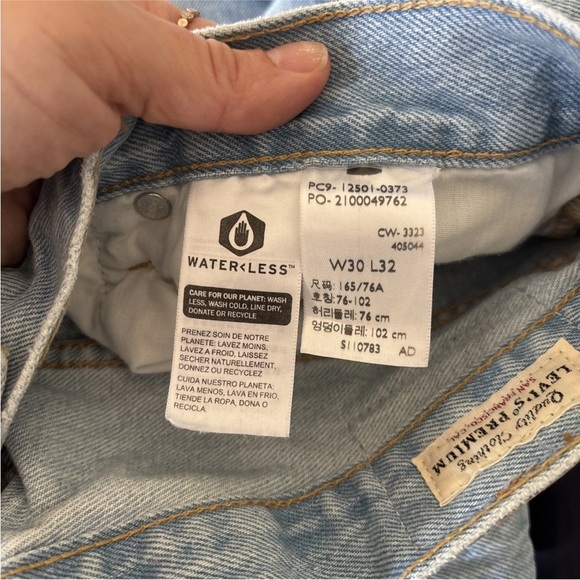 WATER<LESS™
CARE FOR OUR PLANET: WASH
LESS, WASH COLD, LINE DRY,
DONATE OR RECYCLE
PRENEZ SOIN DE NOTRE
PLANETE: LAVEZ MOINS,
LAVEZ A FROID, LAISSEZ
SECHER NATURELLEMENT,
DONNEZ OU RECYCLEZ
CUIDA NUESTRO PLANETA:
LAVA MENOS, LAVA EN FRIO,
TIENDE LA ROPA, DONA O
RECICLA.
PC9- 12501-0373
PO- 2100049762
CW- 3323
405044
W30 L32
尺码: 165/76A
호칭: 76-102
허리둘레: 76 cm
엉덩이둘레: 102 cm
S110783 AD
Quality Clothing
LEVI'S PREMIUM
SAN FRANCISCO, CAL